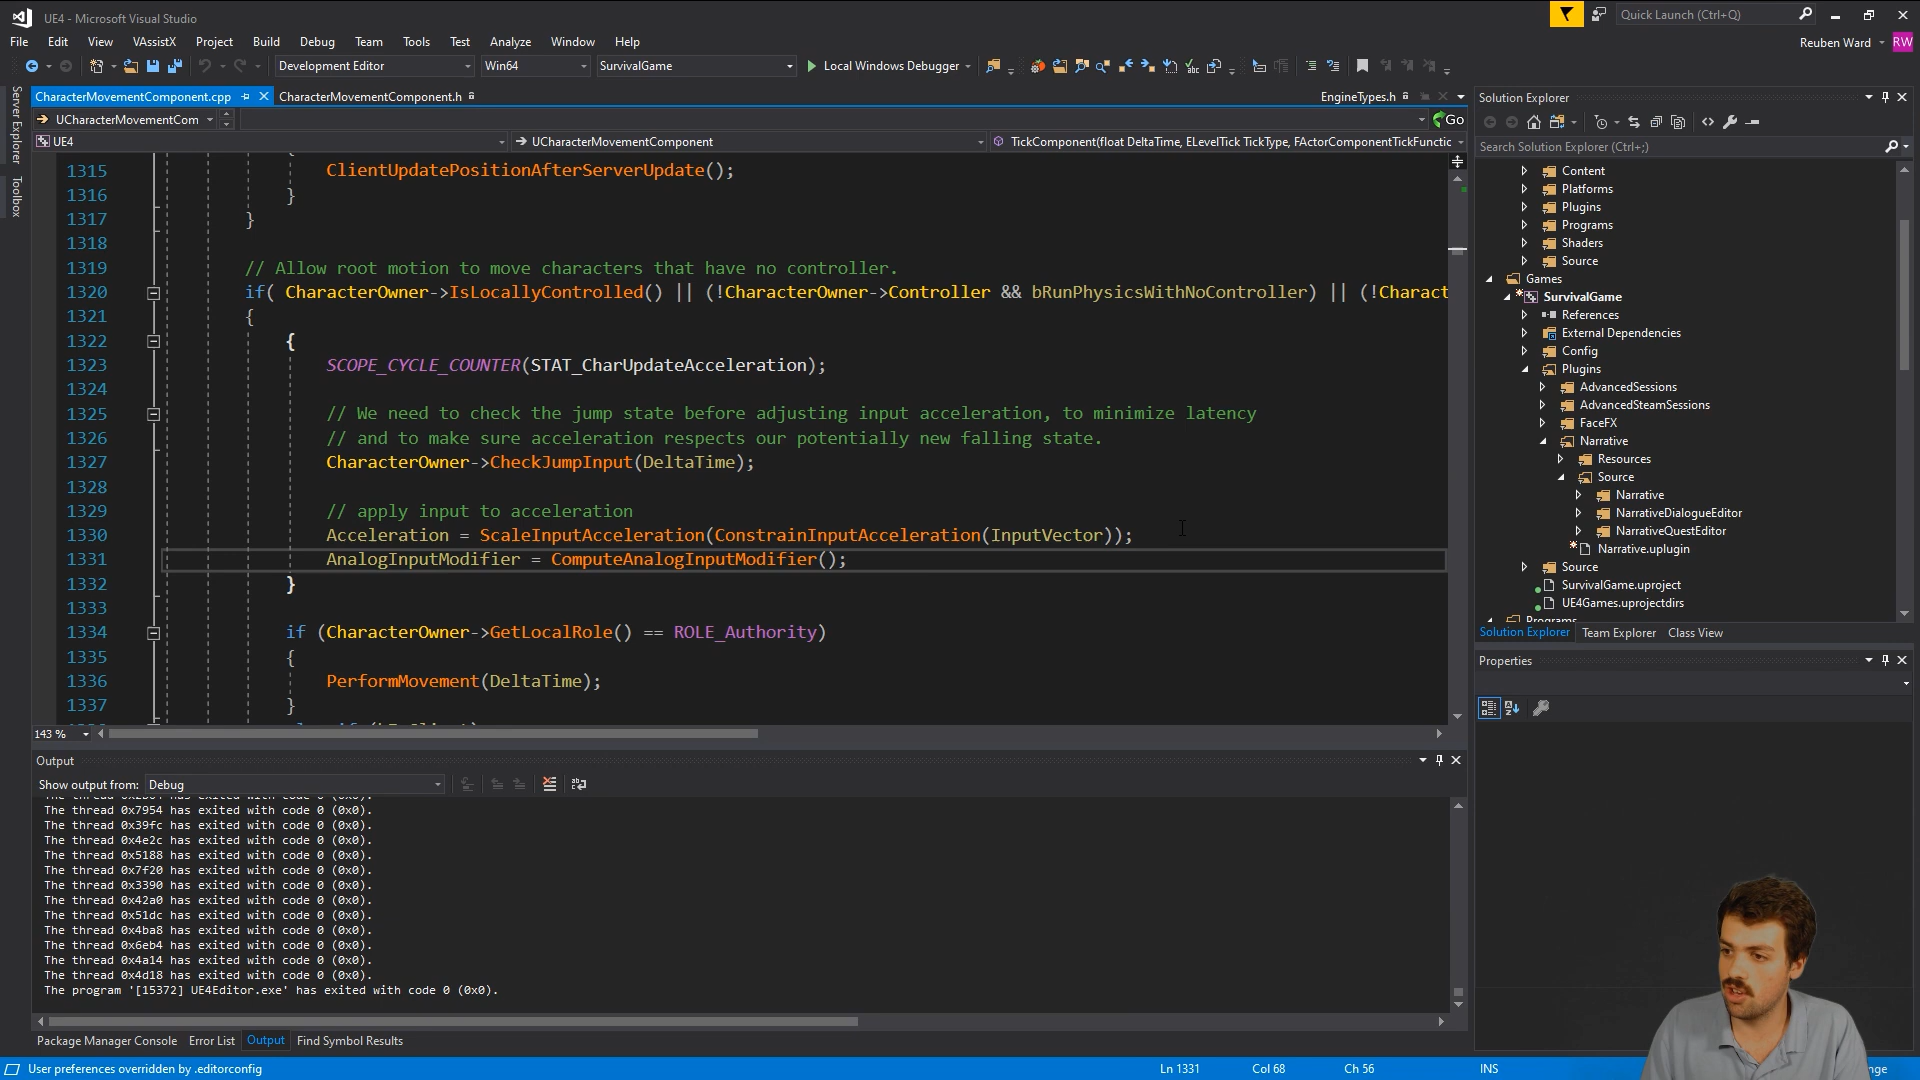 UE4 - Microsoft Visual Studio
Quick Launch (Ctrl+Q)
File Edit View VAssistX Project Build Debug Team Tools Test Analyze Window Help
Reuben Ward RW
Development Editor Win64 SurvivalGame Local Windows Debugger
Server Explorer
Toolbox
CharacterMovementComponent.cpp CharacterMovementComponent.h EngineTypes.h
UCharacterMovementCom Go
UE4 UCharacterMovementComponent TickComponent(float DeltaTime, ELevelTick TickType, FActorComponentTickFunctic
1315 ClientUpdatePositionAfterServerUpdate();
1316 }
1317 }
1318
1319 // Allow root motion to move characters that have no controller.
1320 if( CharacterOwner->IsLocallyControlled() || (!CharacterOwner->Controller && bRunPhysicsWithNoController) || (!Charact
1321 {
1322 {
1323 SCOPE_CYCLE_COUNTER(STAT_CharUpdateAcceleration);
1324
1325 // We need to check the jump state before adjusting input acceleration, to minimize latency
1326 // and to make sure acceleration respects our potentially new falling state.
1327 CharacterOwner->CheckJumpInput(DeltaTime);
1328
1329 // apply input to acceleration
1330 Acceleration = ScaleInputAcceleration(ConstrainInputAcceleration(InputVector));
1331 AnalogInputModifier = ComputeAnalogInputModifier();
1332 }
1333
1334 if (CharacterOwner->GetLocalRole() == ROLE_Authority)
1335 {
1336 PerformMovement(DeltaTime);
1337 }
143 %
Output
Show output from: Debug
The thread 0x7954 has exited with code 0 (0x0).
The thread 0x39fc has exited with code 0 (0x0).
The thread 0x4e2c has exited with code 0 (0x0).
The thread 0x5188 has exited with code 0 (0x0).
The thread 0x7f20 has exited with code 0 (0x0).
The thread 0x3390 has exited with code 0 (0x0).
The thread 0x42a0 has exited with code 0 (0x0).
The thread 0x51dc has exited with code 0 (0x0).
The thread 0x4ba8 has exited with code 0 (0x0).
The thread 0x6eb4 has exited with code 0 (0x0).
The thread 0x4a14 has exited with code 0 (0x0).
The thread 0x4d18 has exited with code 0 (0x0).
The program '[15372] UE4Editor.exe' has exited with code 0 (0x0).
Package Manager Console Error List Output Find Symbol Results
Solution Explorer
Search Solution Explorer (Ctrl+;)
Content
Platforms
Plugins
Programs
Shaders
Source
Games
SurvivalGame
References
External Dependencies
Config
Plugins
AdvancedSessions
AdvancedSteamSessions
FaceFX
Narrative
Resources
Source
Narrative
NarrativeDialogueEditor
NarrativeQuestEditor
Narrative.uplugin
Source
SurvivalGame.uproject
UE4Games.uprojectdirs
Solution Explorer Team Explorer Class View
Properties
User preferences overridden by .editorconfig Ln 1331 Col 68 Ch 56 INS